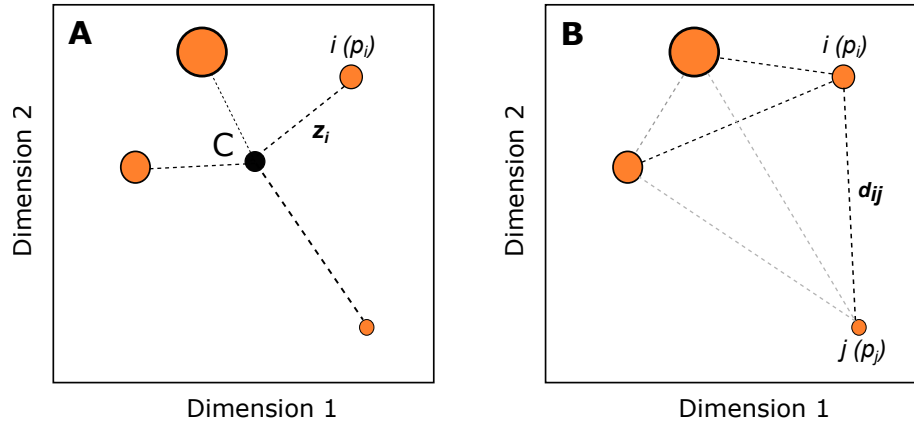 A
i (pi)
C
zi
Dimension 2
Dimension 1
B
i (pi)
dij
j (pj)
Dimension 2
Dimension 1